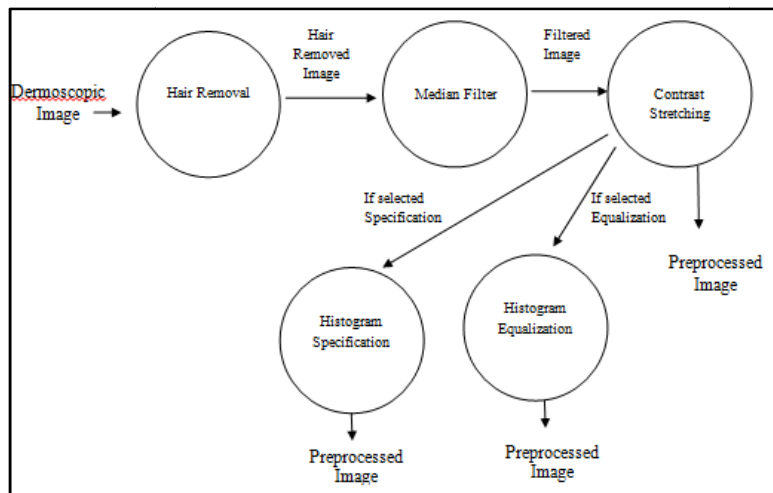 Dermoscopic
Image
Hair Removal
Hair
Removed
Image
Median Filter
Filtered
Image
Contrast
Stretching
If selected
Specification
If selected
Equalization
Preprocessed
Image
Histogram
Specification
Histogram
Equalization
Preprocessed
Image
Preprocessed
Image